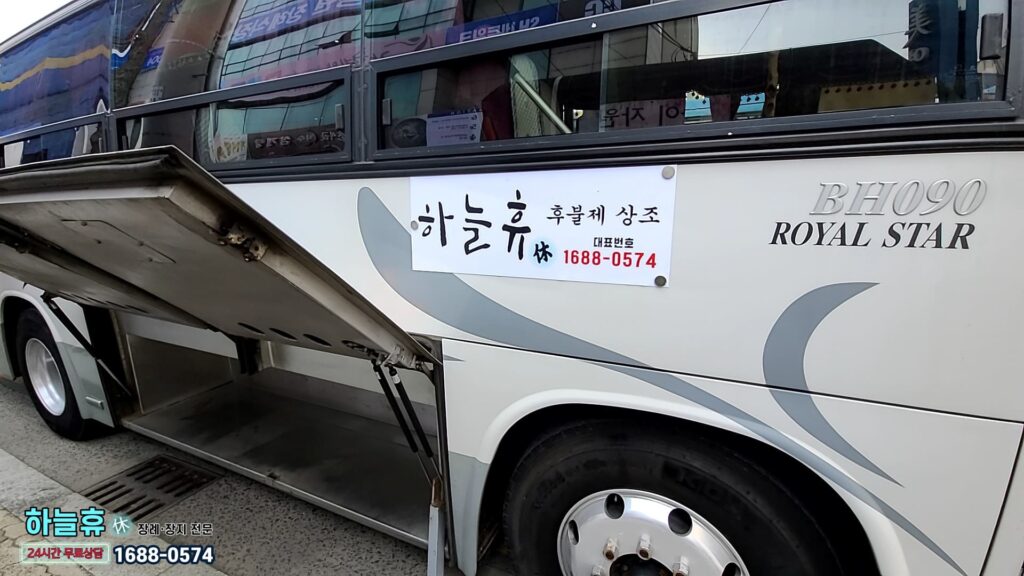 하늘휴 休 후불제 상조
대표번호
1688-0574
BH090
ROYAL STAR
하늘휴 休 장례·장지 전문
24시간 무료상담 1688-0574